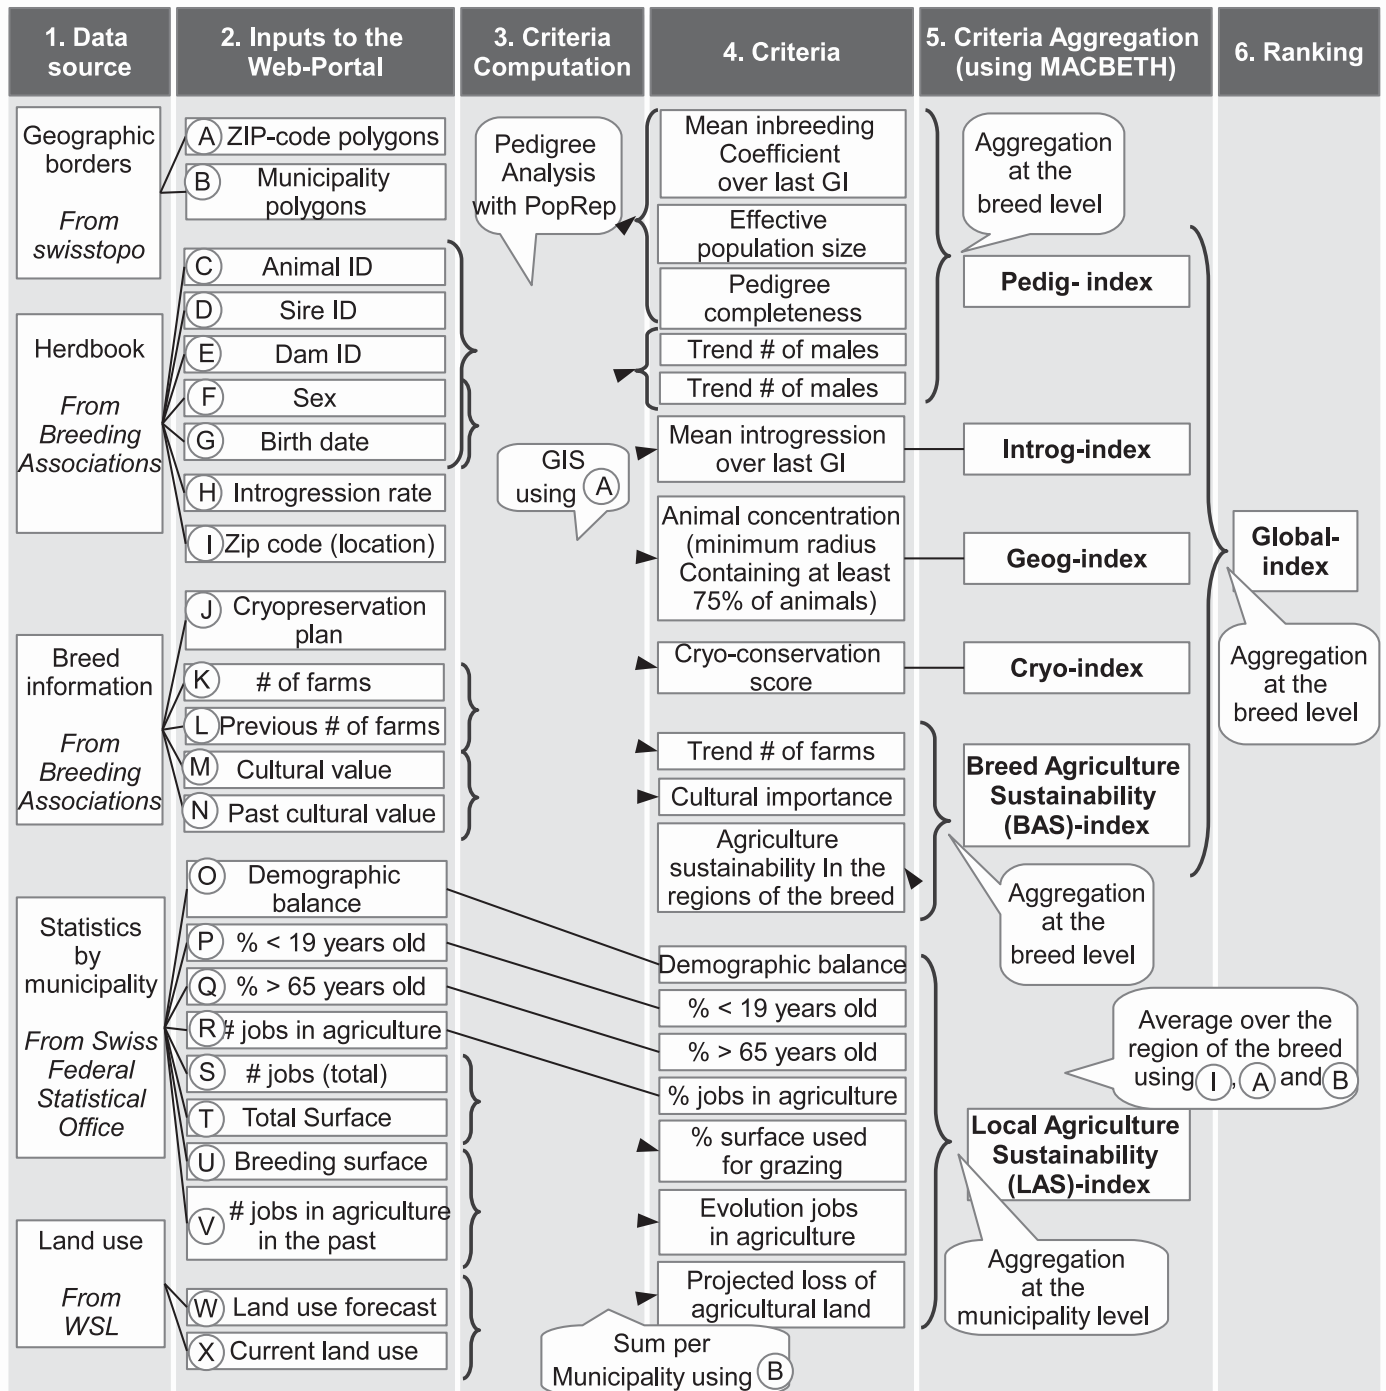 1. Data
source
2. Inputs to the
Web-Portal
3. Criteria
Computation
4. Criteria
5. Criteria Aggregation
(using MACBETH)
6. Ranking
Geographic
borders
From
swisstopo
Herdbook
From
Breeding
Associations
Breed
information
From
Breeding
Associations
Statistics
by
municipality
From Swiss
Federal
Statistical
Office
Land use
From
WSL
A ZIP-code polygons
B Municipality
polygons
C Animal ID
D Sire ID
E Dam ID
F Sex
G Birth date
H Introgression rate
I Zip code (location)
J Cryopreservation
plan
K # of farms
L Previous # of farms
M Cultural value
N Past cultural value
O Demographic
balance
P % < 19 years old
Q % > 65 years old
R # jobs in agriculture
S # jobs (total)
T Total Surface
U Breeding surface
V # jobs in agriculture
in the past
W Land use forecast
X Current land use
Pedigree
Analysis
with PopRep
GIS
using A
Sum per
Municipality using B
Mean inbreeding
Coefficient
over last GI
Effective
population size
Pedigree
completeness
Trend # of males
Trend # of males
Mean introgression
over last GI
Animal concentration
(minimum radius
Containing at least
75% of animals)
Cryo-conservation
score
Trend # of farms
Cultural importance
Agriculture
sustainability In the
regions of the breed
Demographic balance
% < 19 years old
% > 65 years old
% jobs in agriculture
% surface used
for grazing
Evolution jobs
in agriculture
Projected loss of
agricultural land
Aggregation
at the
breed level
Pedig- index
Introg-index
Geog-index
Cryo-index
Breed Agriculture
Sustainability
(BAS)-index
Aggregation
at the
breed level
Average over the
region of the breed
using I, A and B
Local Agriculture
Sustainability
(LAS)-index
Aggregation
at the
municipality level
Global-
index
Aggregation
at the
breed level